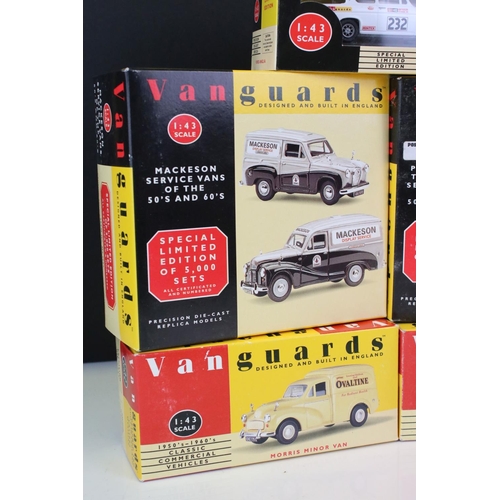 1:43
SCALE
232
SPECIAL
LIMITED
EDITION
Vanguards
DESIGNED AND BUILT IN ENGLAND
1:43
SCALE
MACKESON
SERVICE VANS
OF THE
50'S AND 60'S
SPECIAL
LIMITED
EDITION
OF 5,000
SETS
ALL CERTIFICATED
AND NUMBERED
PRECISION DIE-CAST
REPLICA MODELS
MACKESON
MACKESON
DISPLAY SERVICE
Vanguards
Vanguards
DESIGNED AND BUILT IN ENGLAND
OVALTINE
1:43
SCALE
1950's-1960's
CLASSIC
COMMERCIAL
VEHICLES
MORRIS MINOR VAN